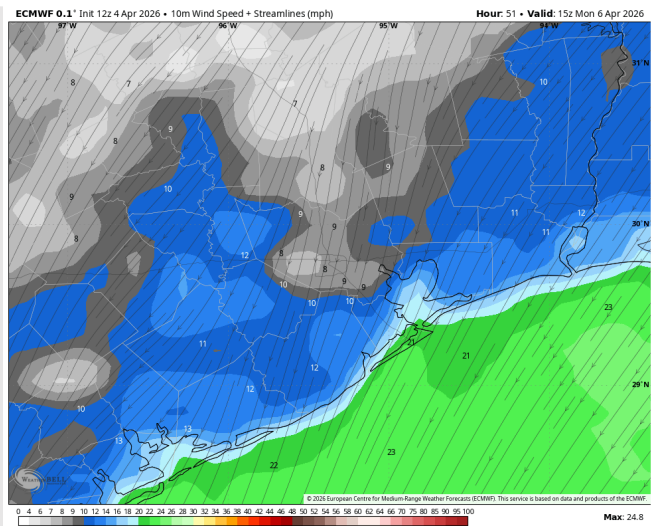 ECMWF 0.1° Init 12z 4 Apr 2026 • 10m Wind Speed + Streamlines (mph) Hour: 51 • Valid: 15z Mon 6 Apr 2026
97°W 96°W 95°W 94°W
31°N
8 7 10
7
9
8
8 9
10
9
9 11 12 30°N
9
8 12 11
8
8
9 9
10
10 10 23
11 21
21
12 29°N
12
10
13
13
23
22
WeatherBELL
© 2026 European Centre for Medium-Range Weather Forecasts (ECMWF). This service is based on data and products of the ECMWF.
0 4 6 7 8 9 10 12 14 16 18 20 22 24 26 28 30 32 34 36 38 40 42 44 46 48 50 52 54 56 58 60 62 64 66 68 70 75 80 85 90 95 100
Max: 24.8